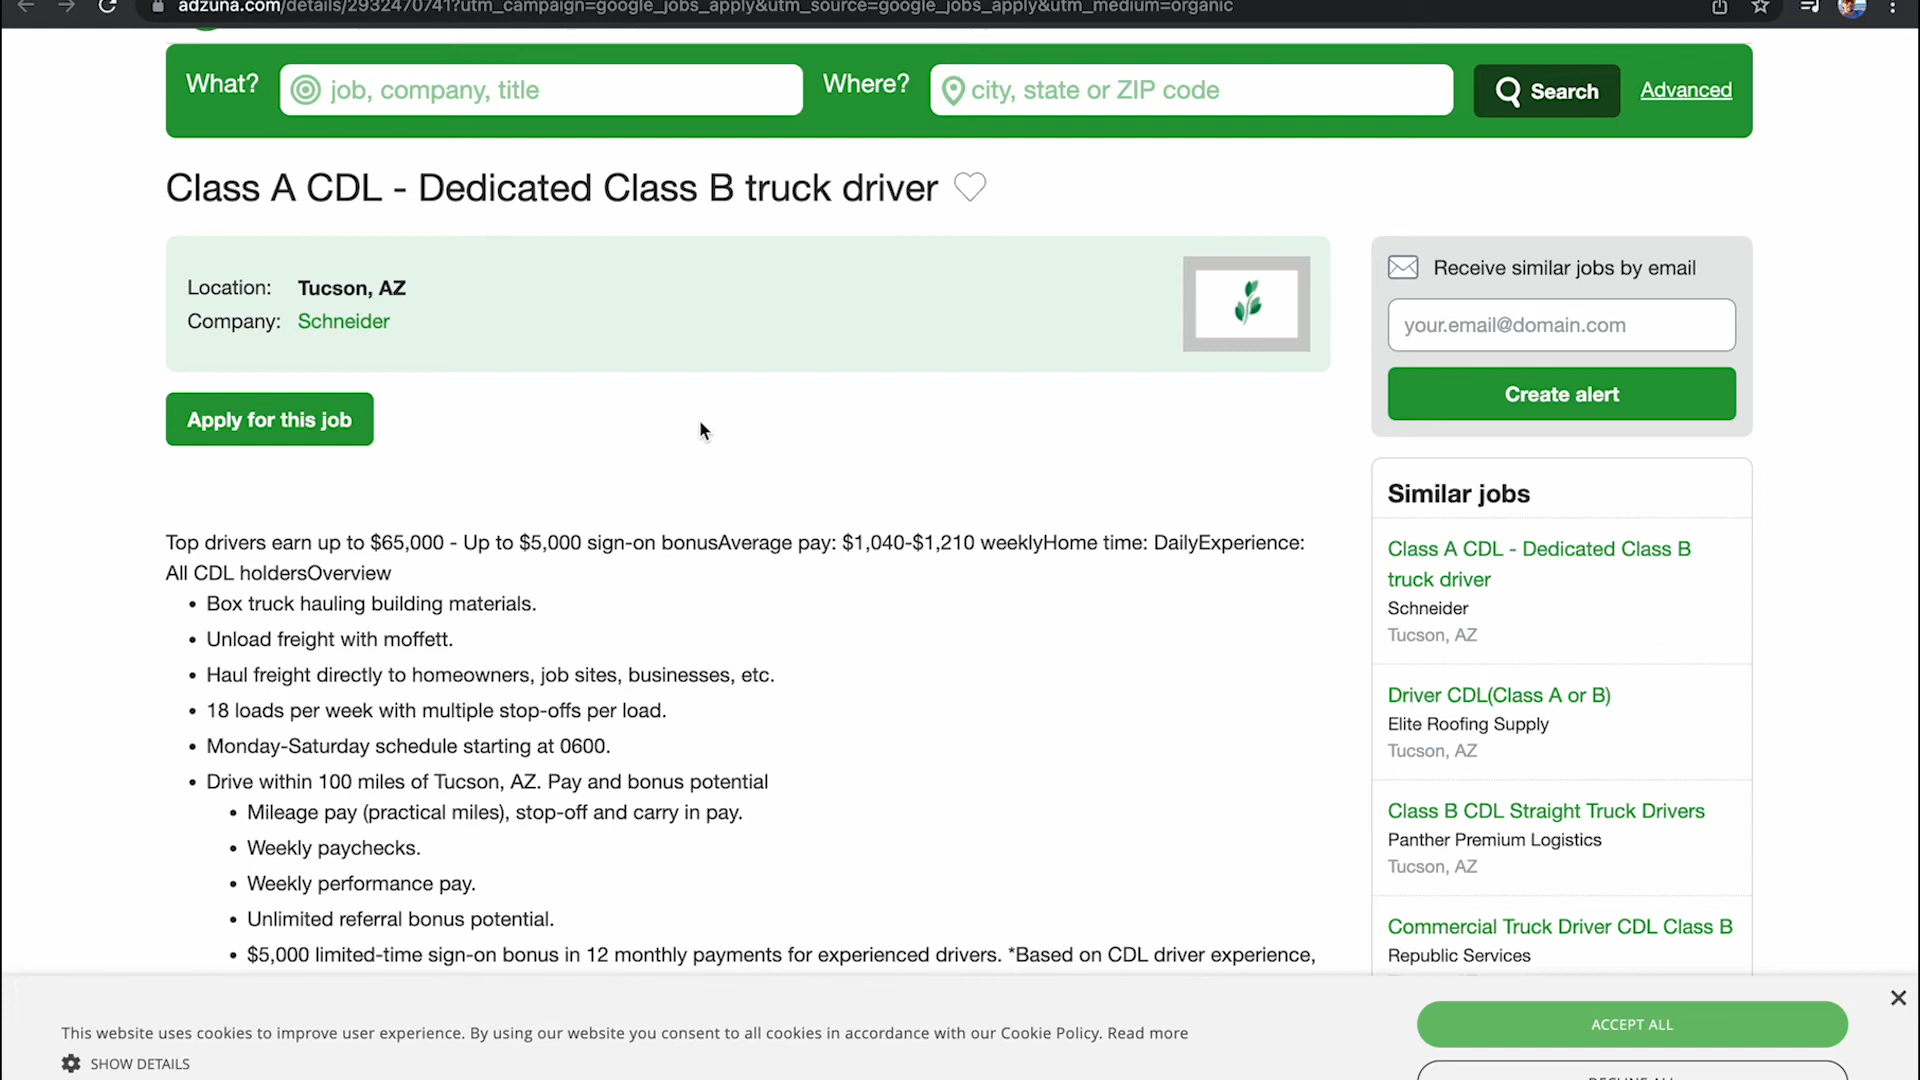 adzuna.com/details/2932470741?utm_campaign=google_jobs_apply&utm_source=google_jobs_apply&utm_medium=organic
What?
job, company, title
Where?
city, state or ZIP code
Search
Advanced
Class A CDL - Dedicated Class B truck driver
Location: Tucson, AZ
Company: Schneider
Apply for this job
Top drivers earn up to $65,000 - Up to $5,000 sign-on bonusAverage pay: $1,040-$1,210 weeklyHome time: DailyExperience:
All CDL holdersOverview
• Box truck hauling building materials.
• Unload freight with moffett.
• Haul freight directly to homeowners, job sites, businesses, etc.
• 18 loads per week with multiple stop-offs per load.
• Monday-Saturday schedule starting at 0600.
• Drive within 100 miles of Tucson, AZ. Pay and bonus potential
• Mileage pay (practical miles), stop-off and carry in pay.
• Weekly paychecks.
• Weekly performance pay.
• Unlimited referral bonus potential.
• $5,000 limited-time sign-on bonus in 12 monthly payments for experienced drivers. *Based on CDL driver experience,
Receive similar jobs by email
your.email@domain.com
Create alert
Similar jobs
Class A CDL - Dedicated Class B
truck driver
Schneider
Tucson, AZ
Driver CDL(Class A or B)
Elite Roofing Supply
Tucson, AZ
Class B CDL Straight Truck Drivers
Panther Premium Logistics
Tucson, AZ
Commercial Truck Driver CDL Class B
Republic Services
This website uses cookies to improve user experience. By using our website you consent to all cookies in accordance with our Cookie Policy. Read more
SHOW DETAILS
ACCEPT ALL
DECLINE ALL